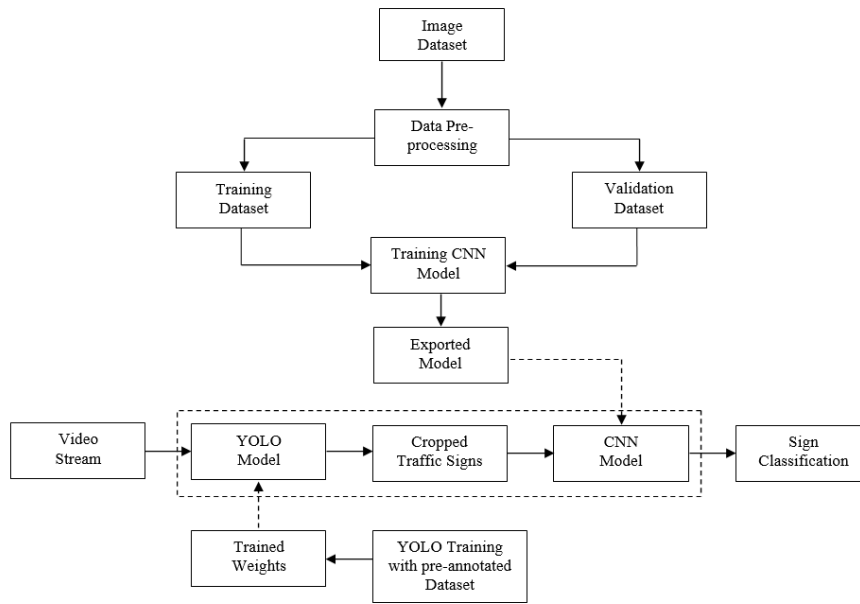 Image
Dataset
Data Pre-
processing
Training
Dataset
Validation
Dataset
Training CNN
Model
Exported
Model
Video
Stream
YOLO
Model
Cropped
Traffic Signs
CNN
Model
Sign
Classification
Trained
Weights
YOLO Training
with pre-annotated
Dataset